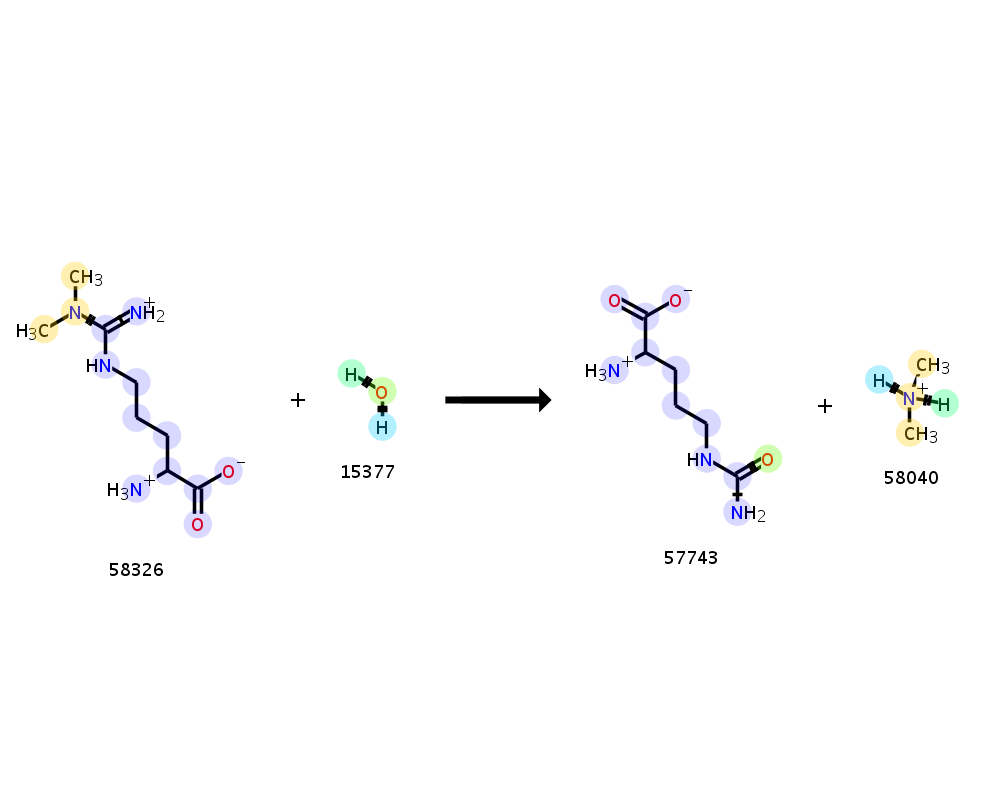 CH3
N
NH2+
H3C
HN
H3N+
O−
O
58326
+
H
O
H
15377
O
O−
H3N+
HN
O
NH2
57743
+
CH3
H
N+
H
CH3
58040